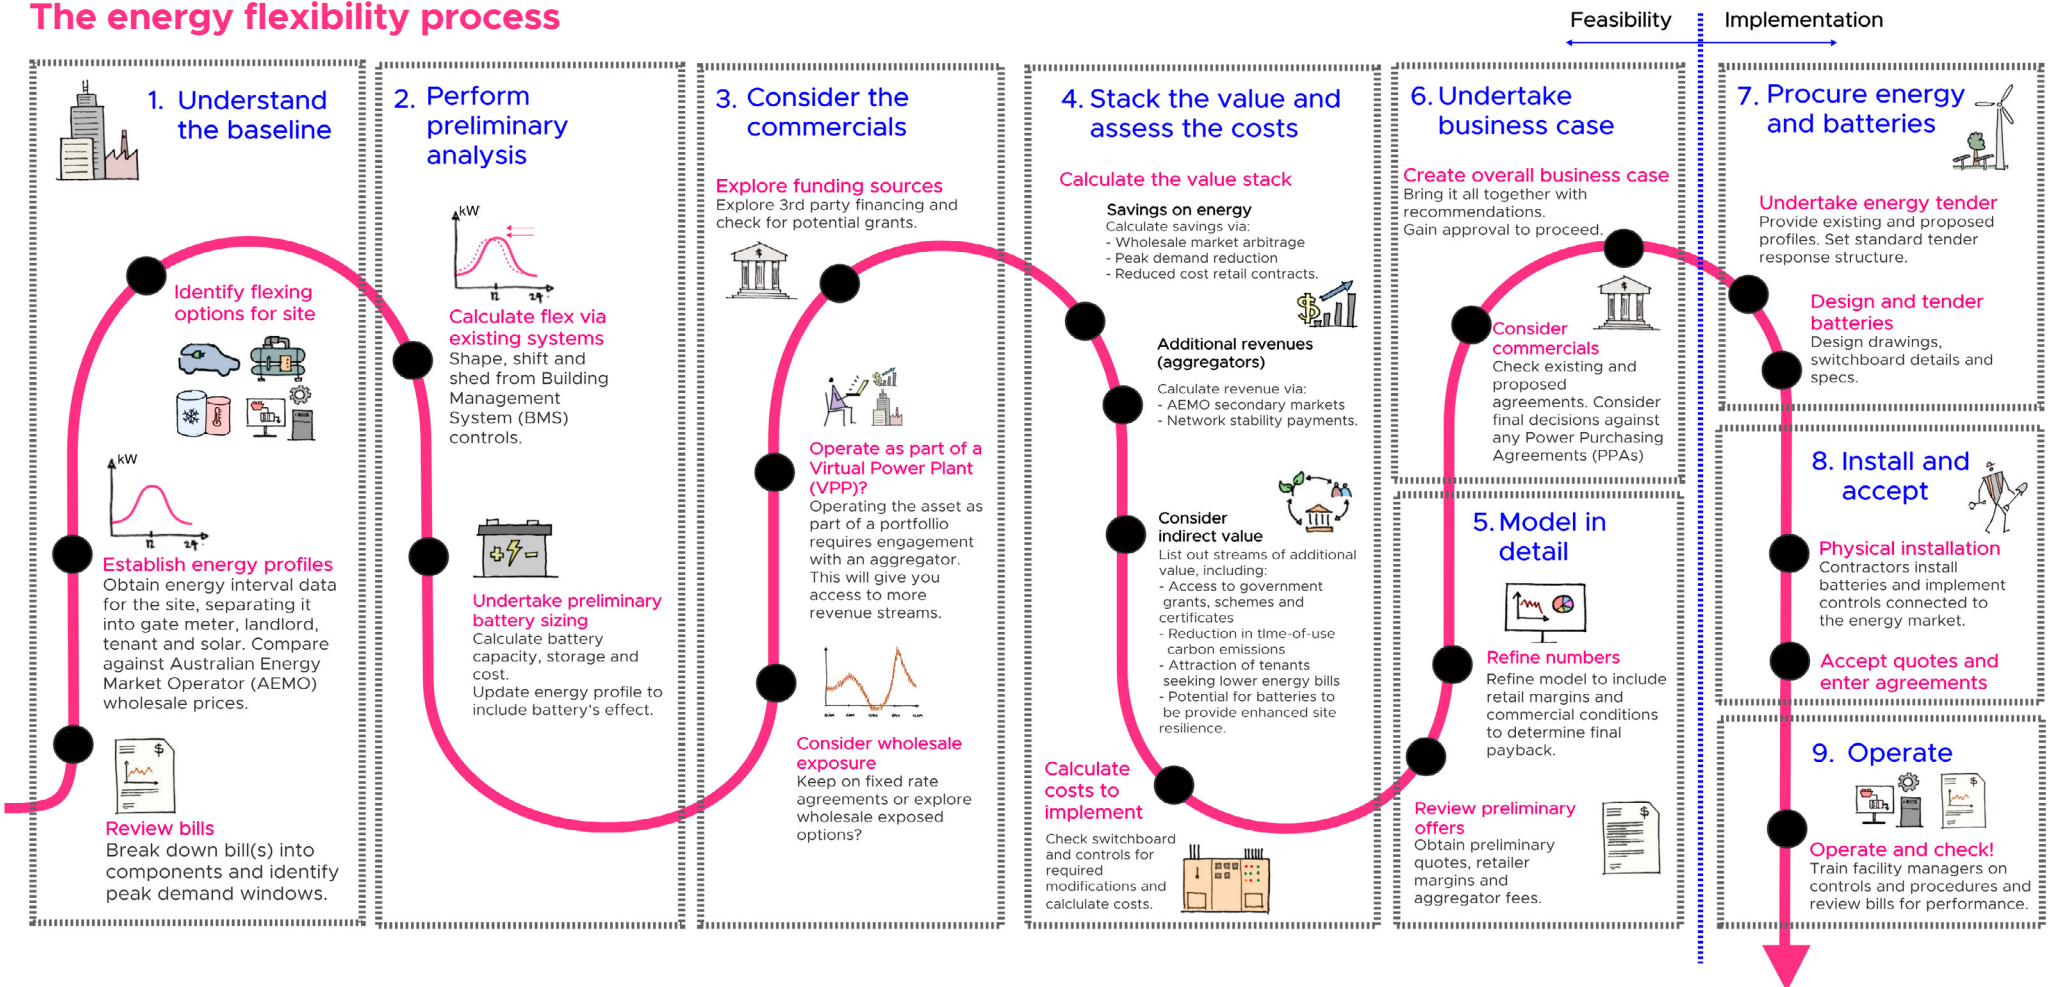 The energy flexibility process
Feasibility
Implementation
1. Understand
the baseline
Identify flexing
options for site
kW
12
24
Establish energy profiles
Obtain energy interval data
for the site, separating it
into gate meter, landlord,
tenant and solar. Compare
against Australian Energy
Market Operator (AEMO)
wholesale prices.
$
Review bills
Break down bill(s) into
components and identify
peak demand windows.
2. Perform
preliminary
analysis
kW
12
24
Calculate flex via
existing systems
Shape, shift and
shed from Building
Management
System (BMS)
controls.
Undertake preliminary
battery sizing
Calculate battery
capacity, storage and
cost.
Update energy profile to
include battery's effect.
3. Consider the
commercials
Explore funding sources
Explore 3rd party financing and
check for potential grants.
$
Operate as part of a
Virtual Power Plant
(VPP)?
Operating the asset as
part of a portfollio
requires engagement
with an aggregator.
This will give you
access to more
revenue streams.
Consider wholesale
exposure
Keep on fixed rate
agreements or explore
wholesale exposed
options?
4. Stack the value and
assess the costs
Calculate the value stack
Savings on energy
Calculate savings via:
- Wholesale market arbitrage
- Peak demand reduction
- Reduced cost retail contracts.
$
Additional revenues
(aggregators)
Calculate revenue via:
- AEMO secondary markets
- Network stability payments.
Consider
indirect value
List out streams of additional
value, including:
- Access to government
grants, schemes and
certificates
- Reduction in tIme-of-use
carbon emissions
- Attraction of tenants
seeking lower energy bills
- Potential for batteries to
be provide enhanced site
resilience.
Calculate
costs to
implement
Check switchboard
and controls for
required
modifications and
calclulate costs.
6. Undertake
business case
Create overall business case
Bring it all together with
recommendations.
Gain approval to proceed.
$
Consider
commercials
Check existing and
proposed
agreements. Consider
final decisions against
any Power Purchasing
Agreements (PPAs)
5. Model in
detail
Refine numbers
Refine model to include
retail margins and
commercial conditions
to determine final
payback.
Review preliminary
offers
Obtain preliminary
quotes, retailer
margins and
aggregator fees.
$
7. Procure energy
and batteries
Undertake energy tender
Provide existing and proposed
profiles. Set standard tender
response structure.
Design and tender
batteries
Design drawings,
switchboard details and
specs.
8. Install and
accept
Physical installation
Contractors install
batteries and implement
controls connected to
the energy market.
Accept quotes and
enter agreements
9. Operate
$
Operate and check!
Train facility managers on
controls and procedures and
review bills for performance.